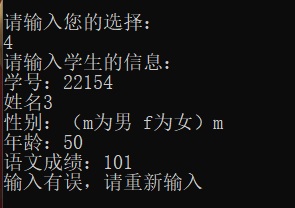 请输入您的选择：
4
请输入学生的信息：
学号：22154
姓名3
性别：（m为男 f为女）m
年龄：50
语文成绩：101
输入有误，请重新输入